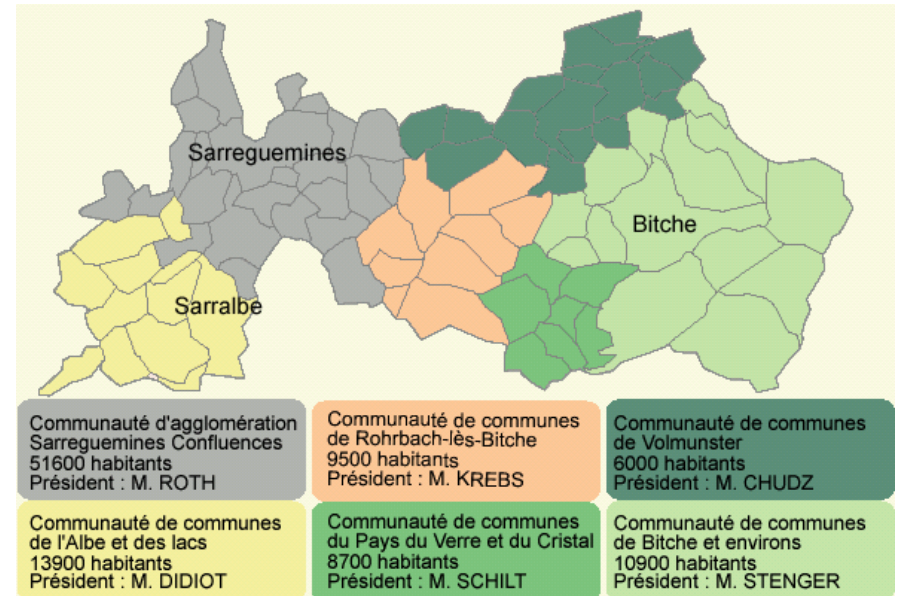 Sarreguemines
Bitche
Sarralbe
Communauté d'agglomération
Sarreguemines Confluences
51600 habitants
Président : M. ROTH
Communauté de communes
de Rohrbach-lès-Bitche
9500 habitants
Président : M. KREBS
Communauté de communes
de Volmunster
6000 habitants
Président : M. CHUDZ
Communauté de communes
de l'Albe et des lacs
13900 habitants
Président : M. DIDIOT
Communauté de communes
du Pays du Verre et du Cristal
8700 habitants
Président : M. SCHILT
Communauté de communes
de Bitche et environs
10900 habitants
Président : M. STENGER